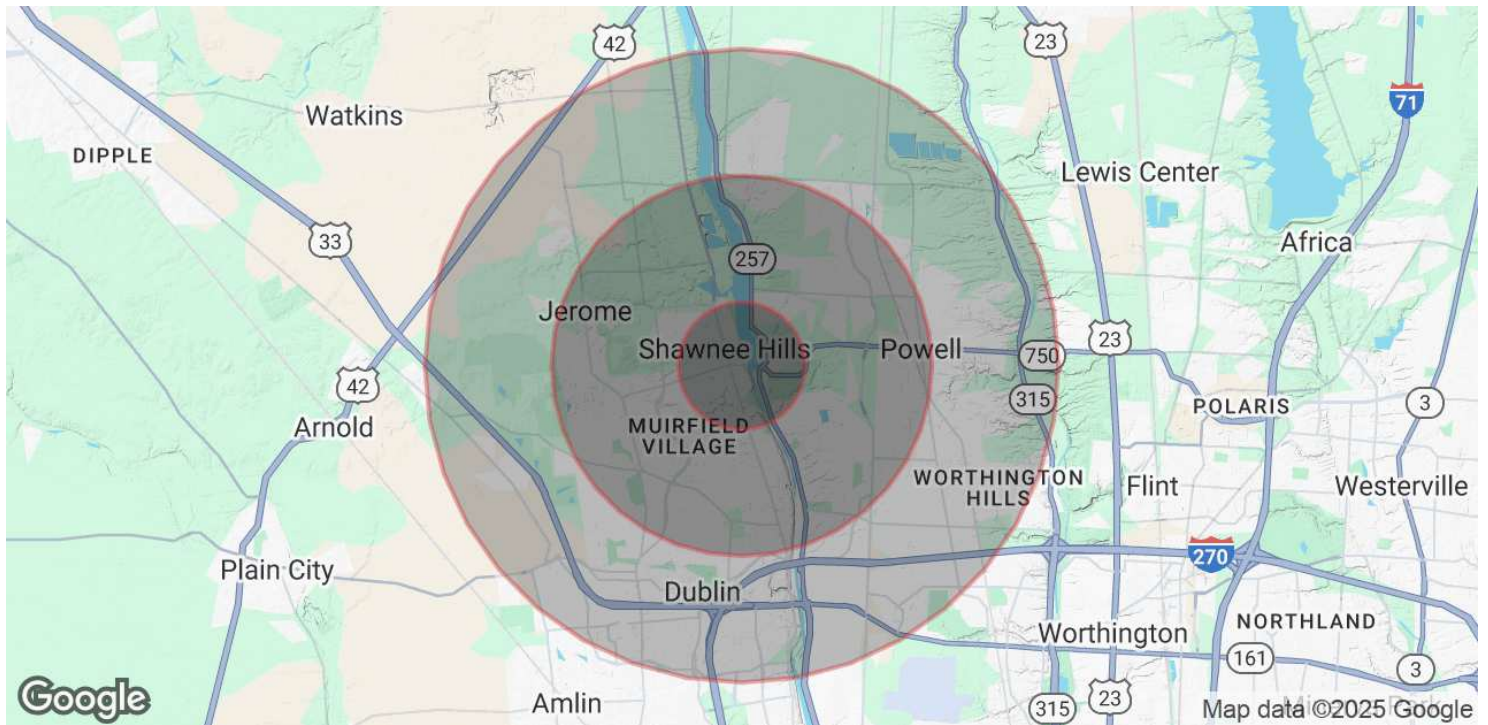 42
23
71
Watkins
DIPPLE
Lewis Center
33
257
Africa
Jerome
Shawnee Hills
Powell
750
23
42
315
POLARIS
3
Arnold
MUIRFIELD
VILLAGE
WORTHINGTON
HILLS
Flint
Westerville
270
Plain City
Dublin
Worthington
NORTHLAND
161
3
Amlin
315
23
Google
Map data ©2025 Google